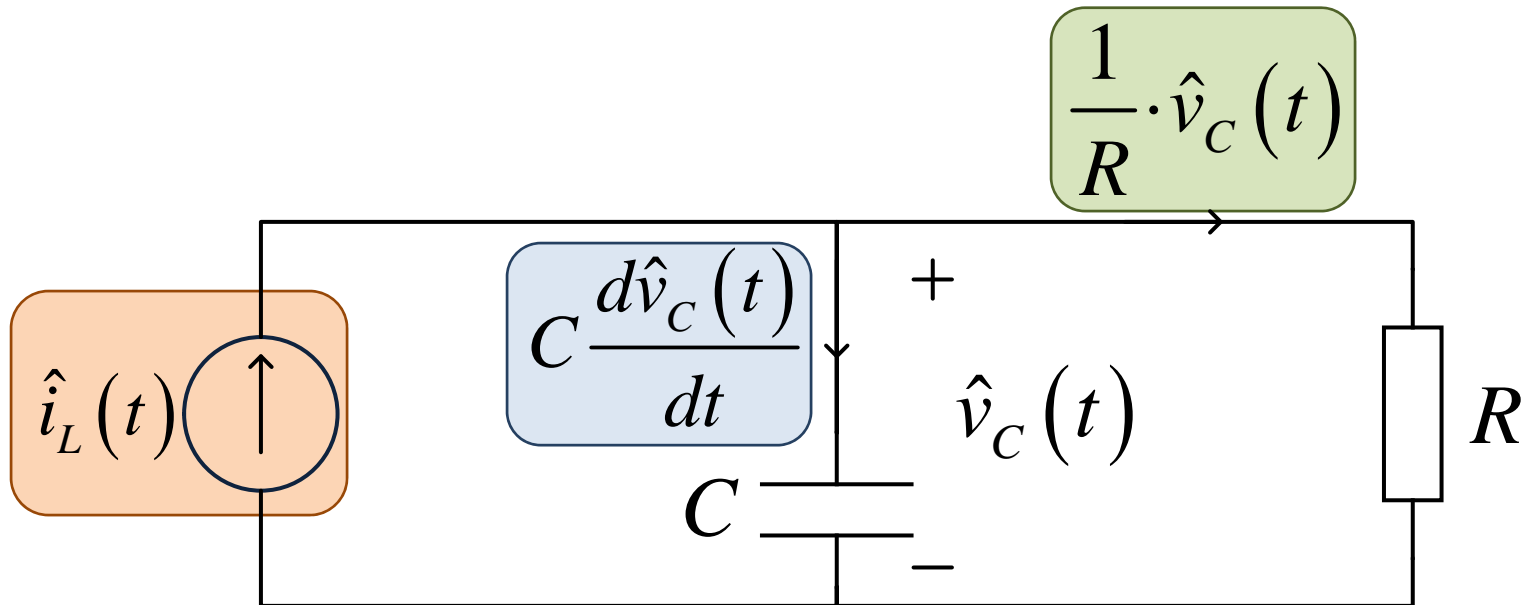 1/R · v̂_C (t)
+
C dv̂_C (t)/dt
î_L (t)
v̂_C (t)
R
C
−